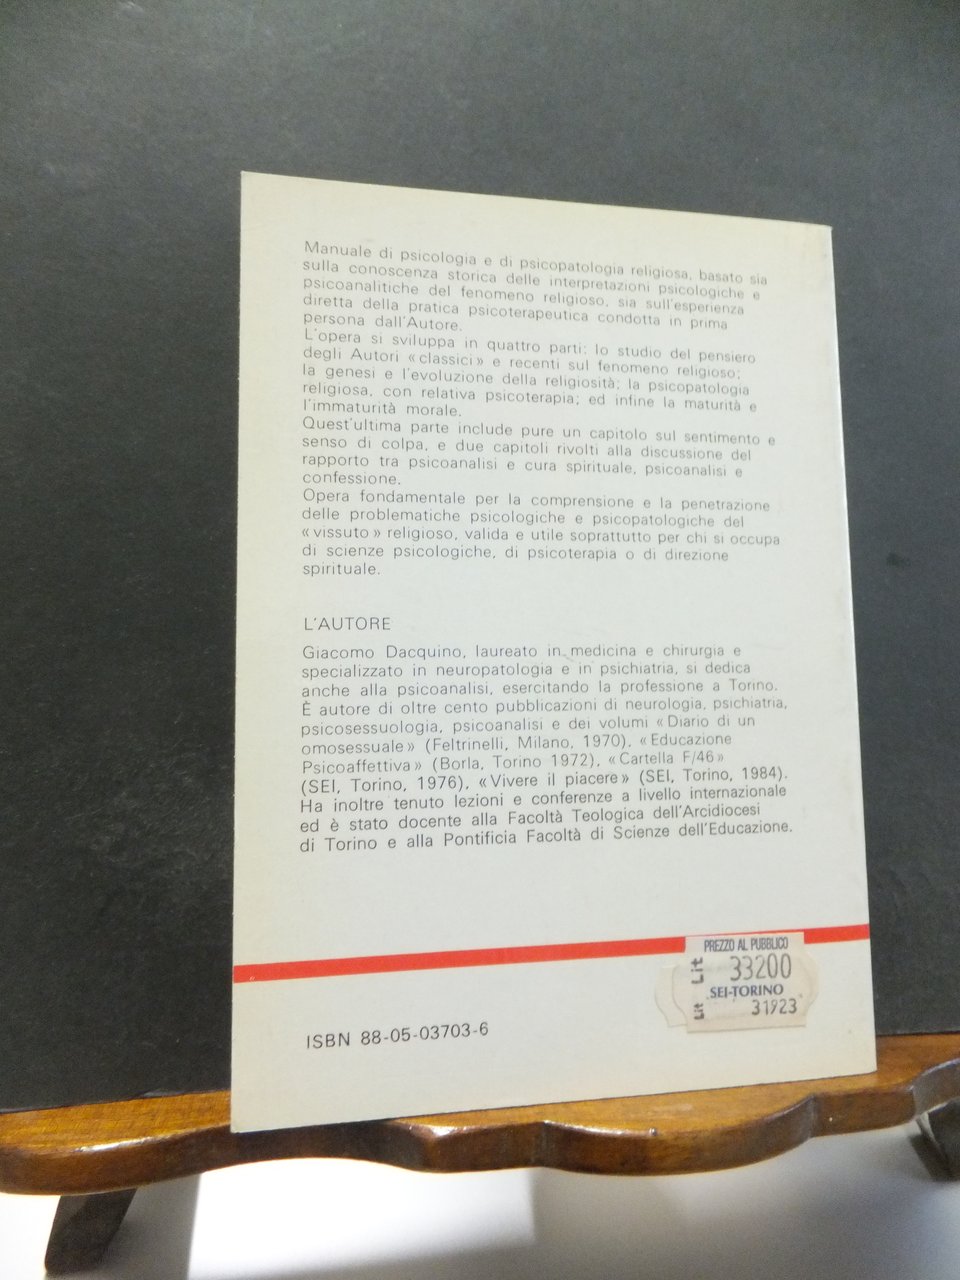 Manuale di psicologia e di psicopatologia religiosa, basato sia
sulla conoscenza storica delle interpretazioni psicologiche e
psicoanalitiche del fenomeno religioso, sia sull'esperienza
diretta della pratica psicoterapeutica condotta in prima
persona dall'Autore.
L'opera si sviluppa in quattro parti: lo studio del pensiero
degli Autori «classici» e recenti sul fenomeno religioso;
la genesi e l'evoluzione della religiosità; la psicopatologia
religiosa, con relativa psicoterapia; ed infine la maturità e
l'immaturità morale.
Quest'ultima parte include pure un capitolo sul sentimento e
senso di colpa, e due capitoli rivolti alla discussione del
rapporto tra psicoanalisi e cura spirituale, psicoanalisi e
confessione.
Opera fondamentale per la comprensione e la penetrazione
delle problematiche psicologiche e psicopatologiche del
«vissuto» religioso, valida e utile soprattutto per chi si occupa
di scienze psicologiche, di psicoterapia o di direzione
spirituale.
L'AUTORE
Giacomo Dacquino, laureato in medicina e chirurgia e
specializzato in neuropatologia e in psichiatria, si dedica
anche alla psicoanalisi, esercitando la professione a Torino.
È autore di oltre cento pubblicazioni di neurologia, psichiatria,
psicosessuologia, psicoanalisi e dei volumi «Diario di un
omosessuale» (Feltrinelli, Milano, 1970), «Educazione
Psicoaffettiva» (Borla, Torino 1972), «Cartella F/46»
(SEI, Torino, 1976), «Vivere il piacere» (SEI, Torino, 1984).
Ha inoltre tenuto lezioni e conferenze a livello internazionale
ed è stato docente alla Facoltà Teologica dell'Arcidiocesi
di Torino e alla Pontificia Facoltà di Scienze dell'Educazione.
PREZZO AL PUBBLICO
Lit 33200
SEI-TORINO
Lit 31923
ISBN 88-05-03703-6